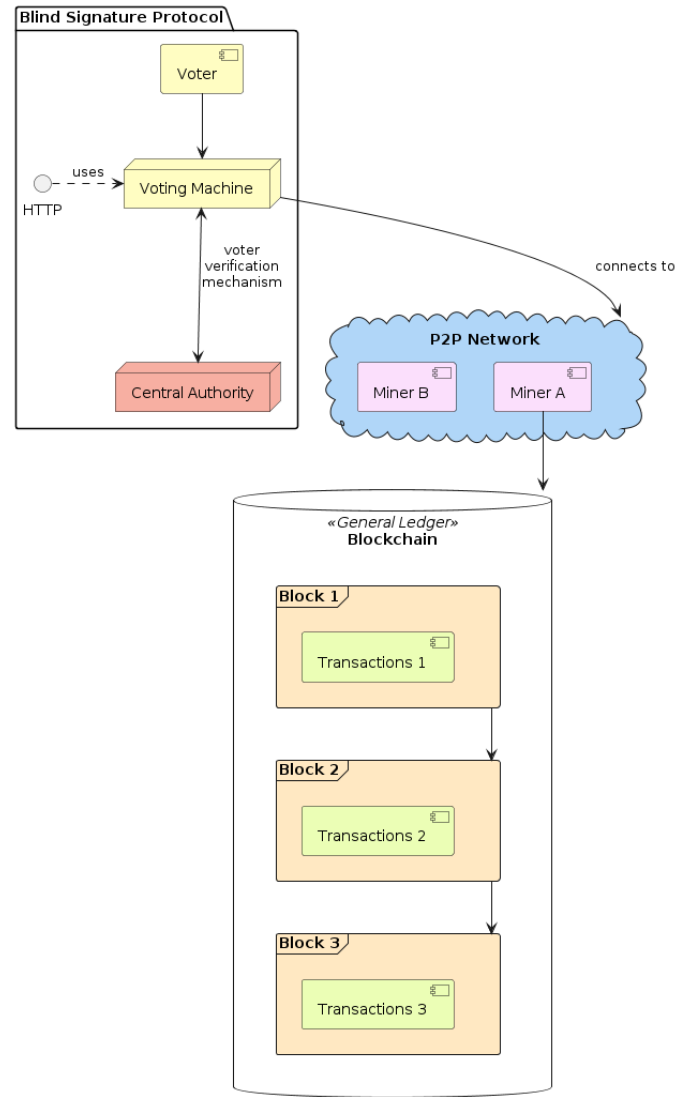 Blind Signature Protocol
Voter
uses
Voting Machine
HTTP
voter
verification
mechanism
connects to
P2P Network
Central Authority
Miner B
Miner A
«General Ledger»
Blockchain
Block 1
Transactions 1
Block 2
Transactions 2
Block 3
Transactions 3